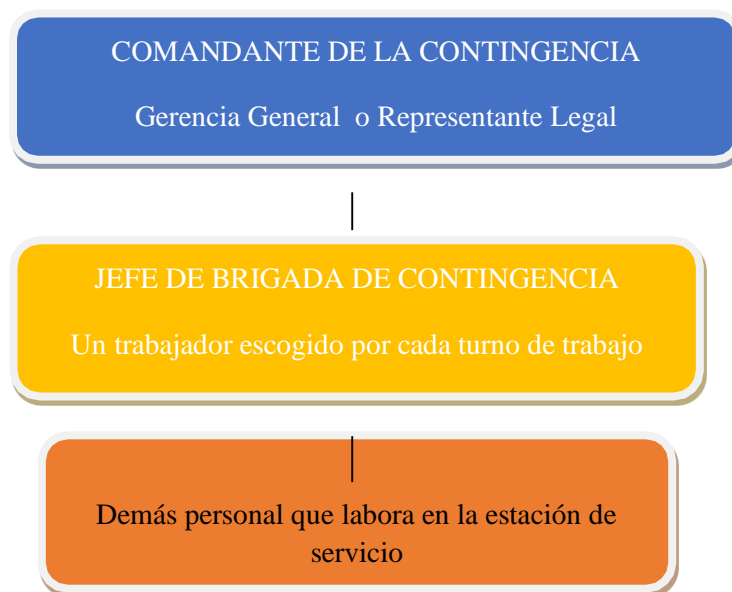 COMANDANTE DE LA CONTINGENCIA
Gerencia General  o Representante Legal
JEFE DE BRIGADA DE CONTINGENCIA
Un trabajador escogido por cada turno de trabajo
Demás personal que labora en la estación de
servicio